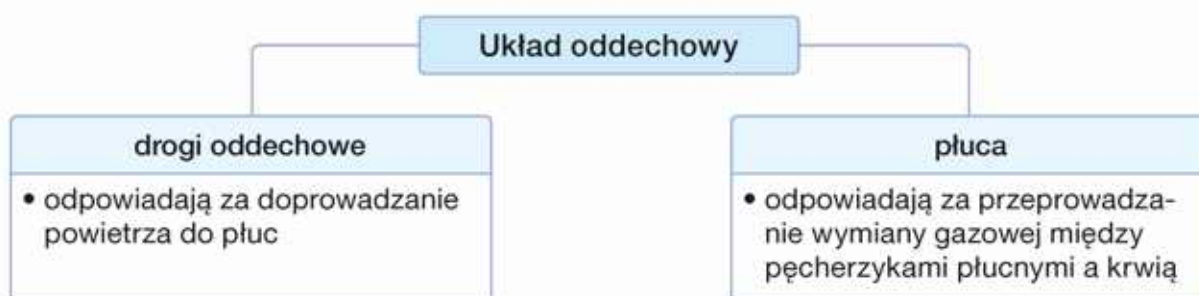 Układ oddechowy
drogi oddechowe
• odpowiadają za doprowadzanie
powietrza do płuc
płuca
• odpowiadają za przeprowadza-
nie wymiany gazowej między
pęcherzykami płucnymi a krwią